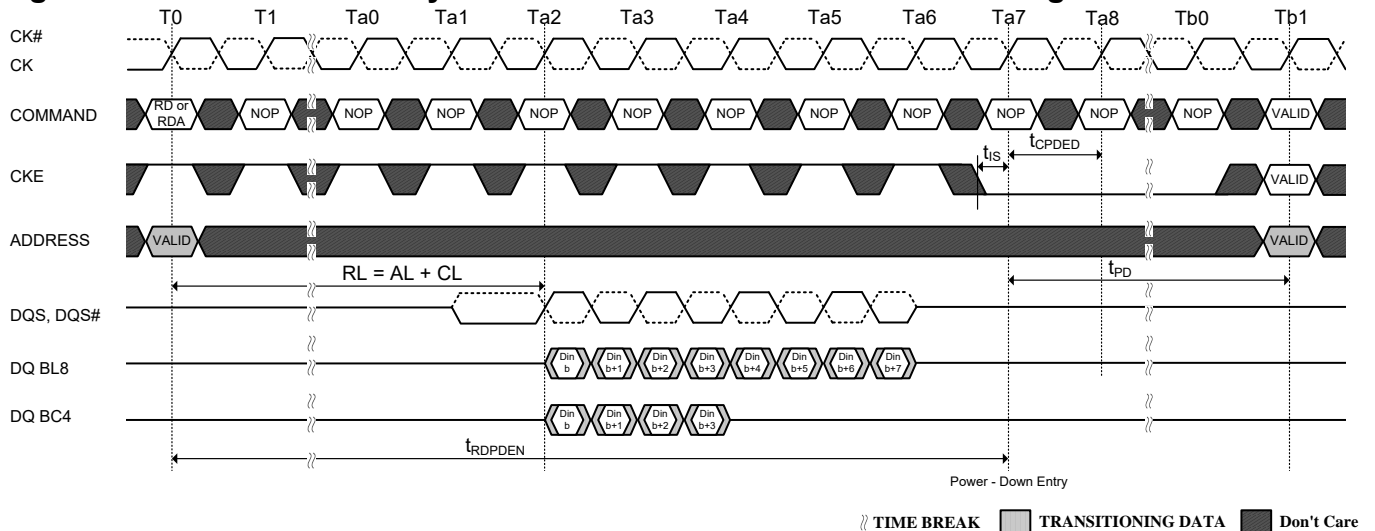 T0 T1 Ta0 Ta1 Ta2 Ta3 Ta4 Ta5 Ta6 Ta7 Ta8 Tb0 Tb1
CK#
CK
COMMAND
RD or
RDA
NOP NOP NOP NOP NOP NOP NOP NOP NOP NOP NOP VALID
tIS
tCPDED
CKE
VALID
ADDRESS
VALID
VALID
RL = AL + CL
tPD
DQS, DQS#
DQ BL8
Din Din Din Din Din Din Din Din
b b+1 b+2 b+3 b+4 b+5 b+6 b+7
DQ BC4
Din Din Din Din
b b+1 b+2 b+3
tRDPDEN
Power - Down Entry
TIME BREAK TRANSITIONING DATA Don't Care